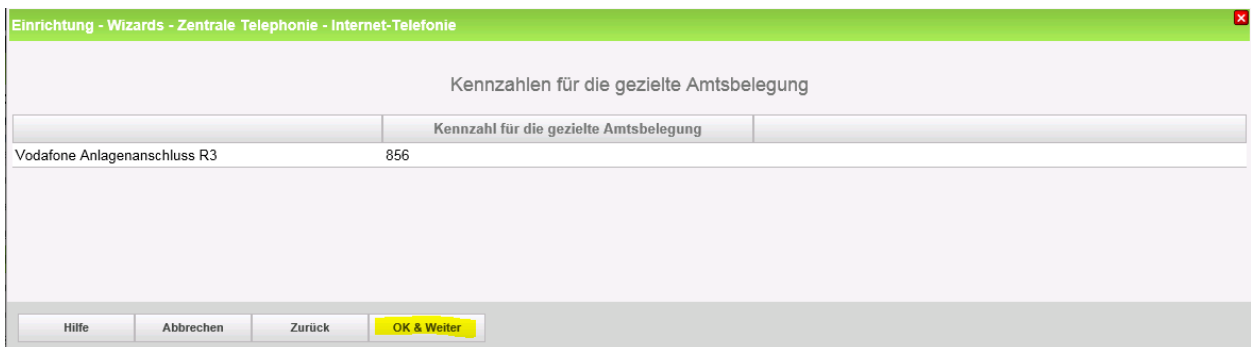 Einrichtung - Wizards - Zentrale Telephonie - Internet-Telefonie
Kennzahlen für die gezielte Amtsbelegung
Kennzahl für die gezielte Amtsbelegung
Vodafone Anlagenanschluss R3 856
Hilfe Abbrechen Zurück OK & Weiter